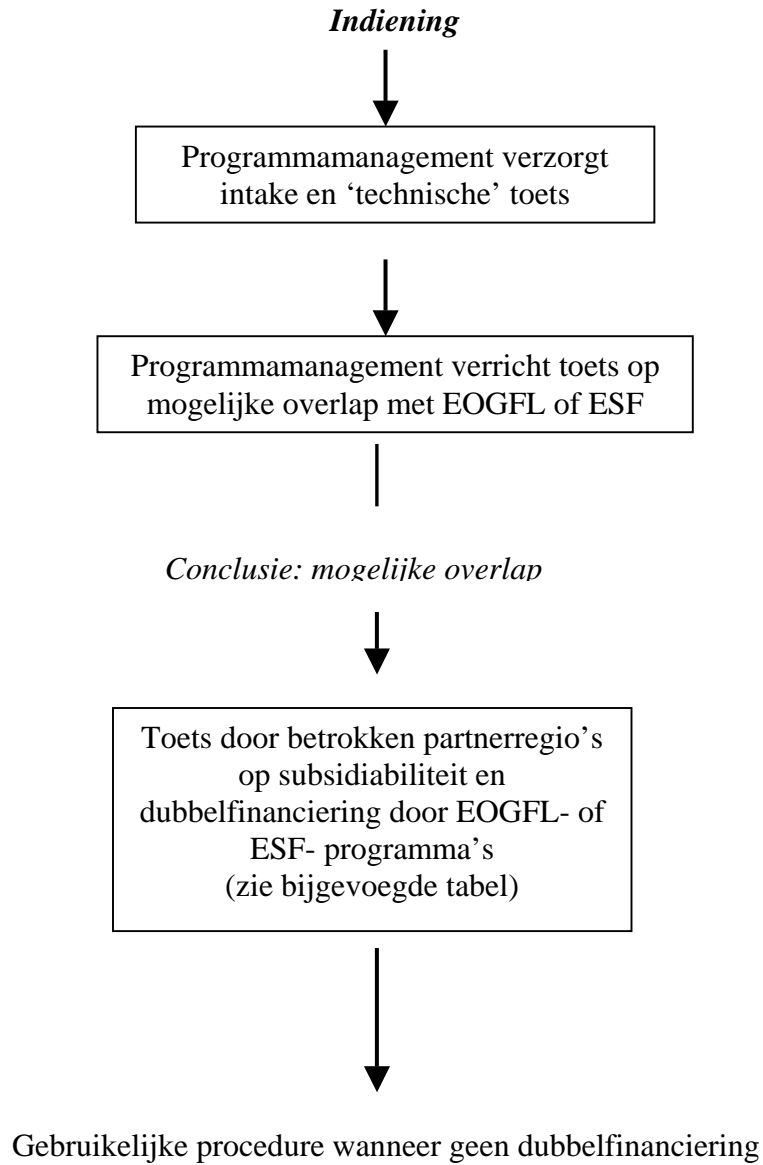 Indiening
Programmamanagement verzorgt
intake en ‘technische’ toets
Programmamanagement verricht toets op
mogelijke overlap met EOGFL of ESF
Conclusie: mogelijke overlap
Toets door betrokken partnerregio’s
op subsidiabiliteit en
dubbelfinanciering door EOGFL- of
ESF- programma’s
(zie bijgevoegde tabel)
Gebruikelijke procedure wanneer geen dubbelfinanciering